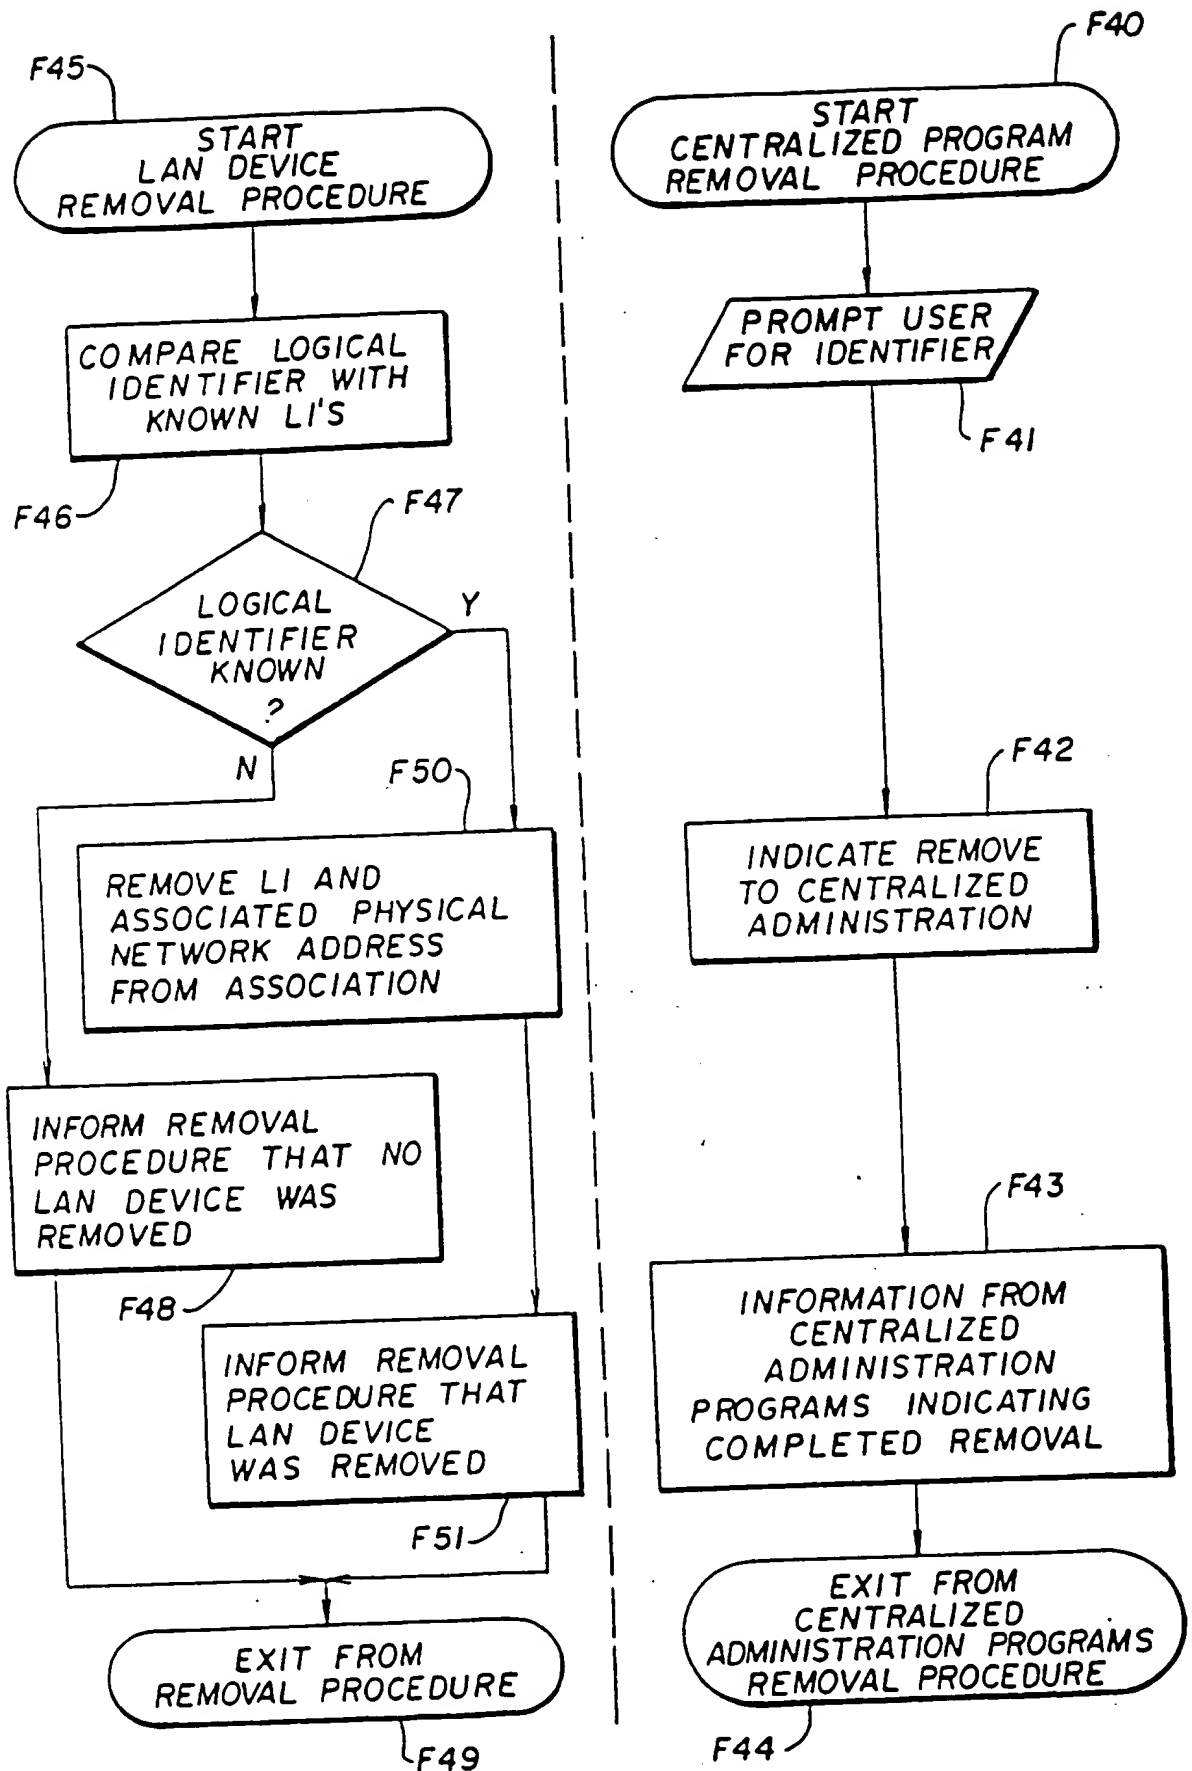 F45
START
LAN DEVICE
REMOVAL PROCEDURE
COMPARE LOGICAL
IDENTIFIER WITH
KNOWN LI'S
F46
F47
LOGICAL
IDENTIFIER
KNOWN
?
Y
N
F50
REMOVE LI AND
ASSOCIATED PHYSICAL
NETWORK ADDRESS
FROM ASSOCIATION
INFORM REMOVAL
PROCEDURE THAT NO
LAN DEVICE WAS
REMOVED
F48
INFORM REMOVAL
PROCEDURE THAT
LAN DEVICE
WAS REMOVED
F51
EXIT FROM
REMOVAL PROCEDURE
F49
F40
START
CENTRALIZED PROGRAM
REMOVAL PROCEDURE
PROMPT USER
FOR IDENTIFIER
F41
F42
INDICATE REMOVE
TO CENTRALIZED
ADMINISTRATION
F43
INFORMATION FROM
CENTRALIZED
ADMINISTRATION
PROGRAMS INDICATING
COMPLETED REMOVAL
EXIT FROM
CENTRALIZED
ADMINISTRATION PROGRAMS
REMOVAL PROCEDURE
F44